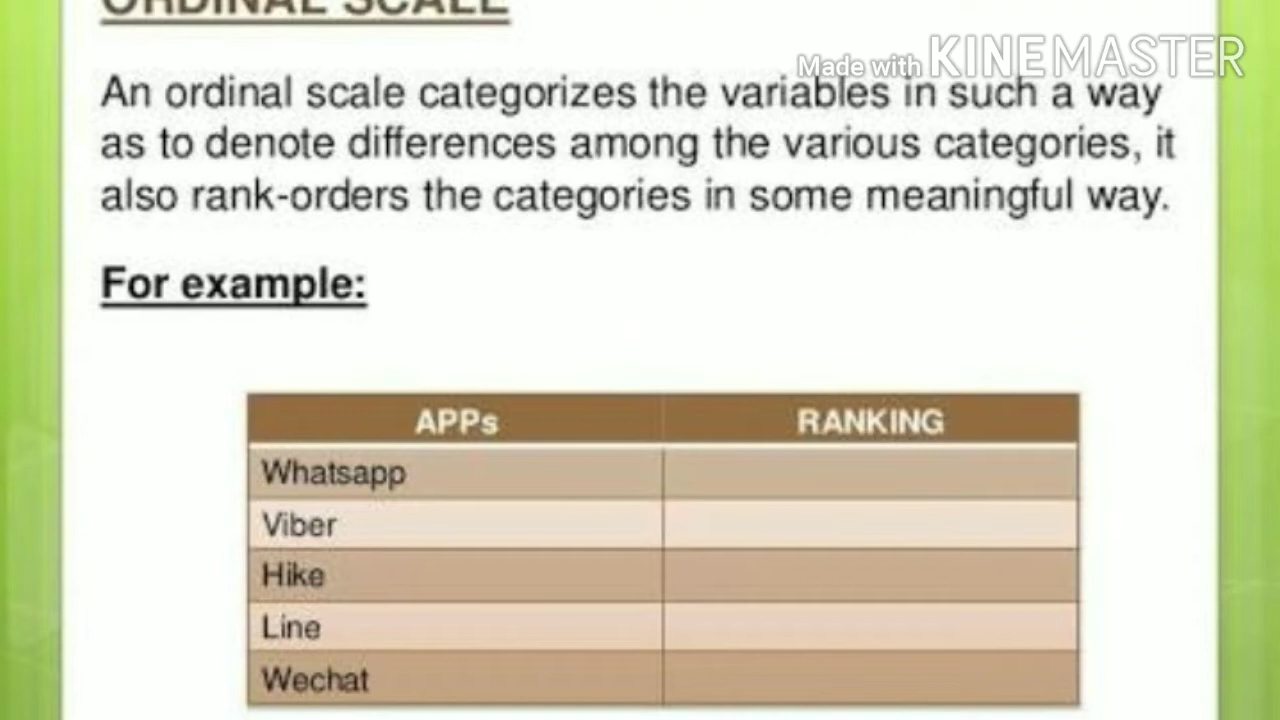 ORDINAL SCALE
Made with KINEMASTER
An ordinal scale categorizes the variables in such a way
as to denote differences among the various categories, it
also rank-orders the categories in some meaningful way.
For example:
APPs RANKING
Whatsapp
Viber
Hike
Line
Wechat